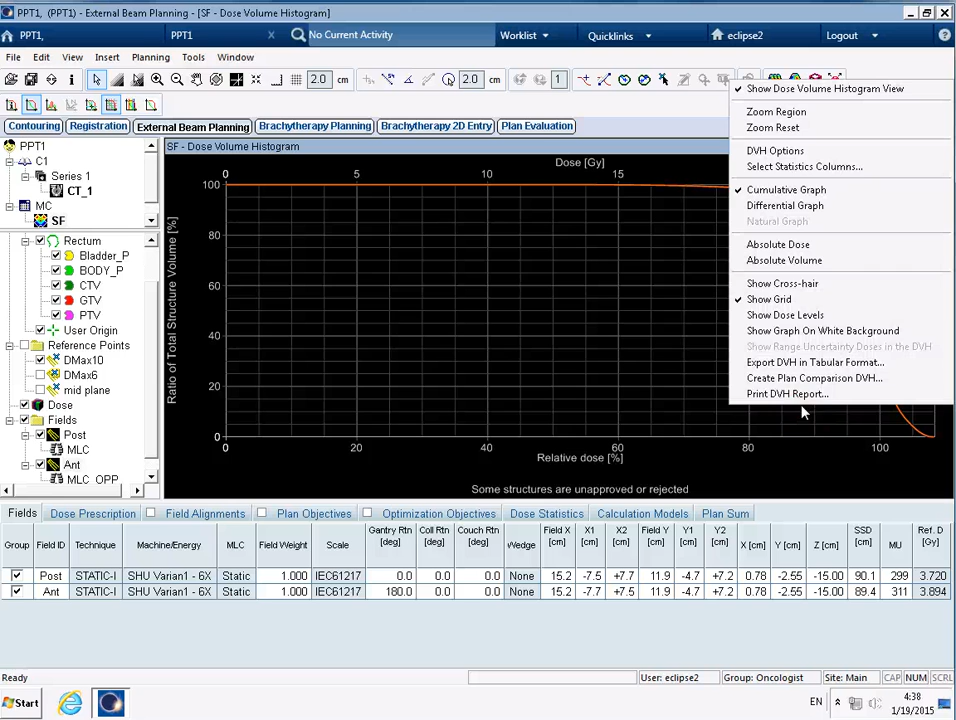 PPT1, (PPT1) - External Beam Planning - [SF - Dose Volume Histogram]
PPT1, PPT1 x No Current Activity Worklist Quicklinks eclipse2 Logout
File Edit View Insert Planning Tools Window
2.0 cm 2.0 cm 1
Contouring Registration External Beam Planning Brachytherapy Planning Brachytherapy 2D Entry Plan Evaluation
PPT1
C1
Series 1
CT_1
MC
SF
Rectum
Bladder_P
BODY_P
CTV
GTV
PTV
User Origin
Reference Points
DMax10
DMax6
mid plane
Dose
Fields
Post
MLC
Ant
MLC_OPP
SF - Dose Volume Histogram
Dose [Gy]
0 5 10 15
100
80
60
40
20
0
Ratio of Total Structure Volume [%]
0 20 40 60 80 100
Relative dose [%]
Some structures are unapproved or rejected
Show Dose Volume Histogram View
Zoom Region
Zoom Reset
DVH Options
Select Statistics Columns...
Cumulative Graph
Differential Graph
Natural Graph
Absolute Dose
Absolute Volume
Show Cross-hair
Show Grid
Show Dose Levels
Show Graph On White Background
Show Range Uncertainty Doses in the DVH
Export DVH in Tabular Format...
Create Plan Comparison DVH...
Print DVH Report...
Fields Dose Prescription Field Alignments Plan Objectives Optimization Objectives Dose Statistics Calculation Models Plan Sum
Group Field ID Technique Machine/Energy MLC Field Weight Scale Gantry Rtn [deg] Coll Rtn [deg] Couch Rtn [deg] Wedge Field X [cm] X1 [cm] X2 [cm] Field Y [cm] Y1 [cm] Y2 [cm] X [cm] Y [cm] Z [cm] SSD [cm] MU Ref. D [Gy]
Post STATIC-I SHU Varian1 - 6X Static 1.000 IEC61217 0.0 0.0 0.0 None 15.2 -7.5 +7.7 11.9 -4.7 +7.2 0.78 -2.55 -15.00 90.1 299 3.720
Ant STATIC-I SHU Varian1 - 6X Static 1.000 IEC61217 180.0 0.0 0.0 None 15.2 -7.7 +7.5 11.9 -4.7 +7.2 0.78 -2.55 -15.00 89.4 311 3.894
Ready User: eclipse2 Group: Oncologist Site: Main CAP NUM SCRL
Start EN 4:38
1/19/2015